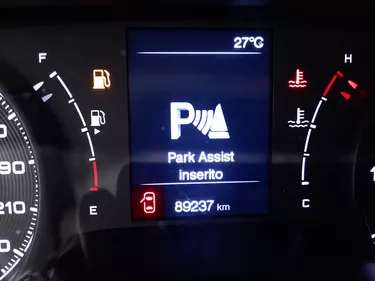 27°C
F
H
P
Park Assist
inserito
E
C
89237 km
90
210